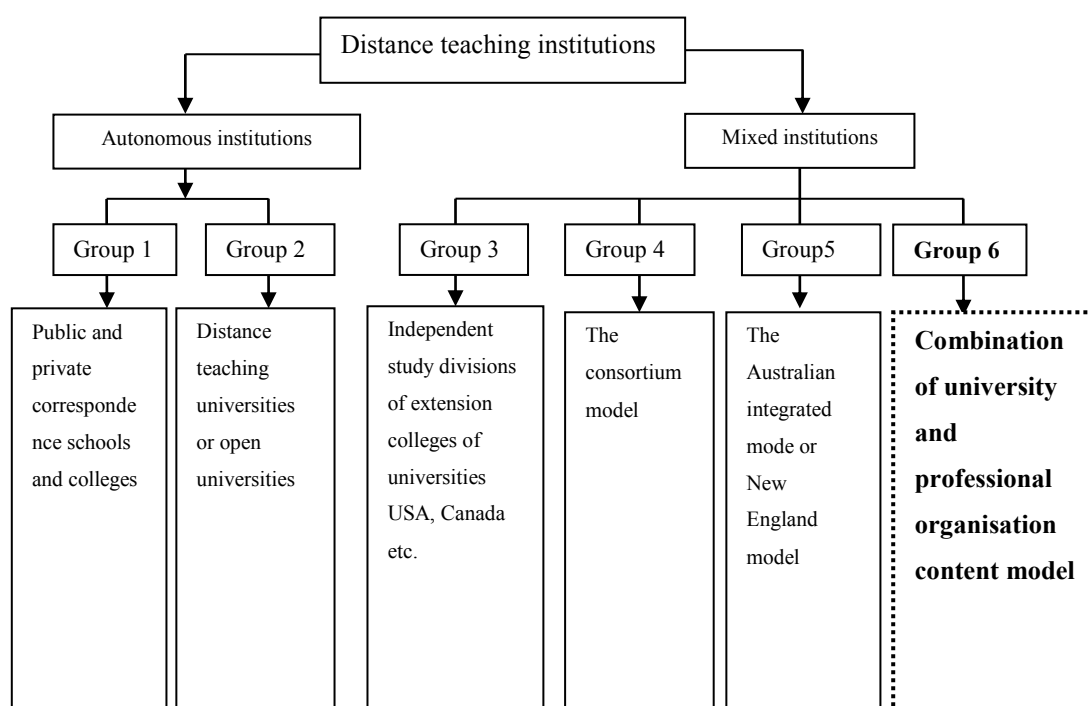 Distance teaching institutions
Autonomous institutions
Mixed institutions
Group 1
Group 2
Group 3
Group 4
Group5
Group 6
Public and
private
corresponde
nce schools
and colleges
Distance
teaching
universities
or open
universities
Independent
study divisions
of extension
colleges of
universities
USA, Canada
etc.
The
consortium
model
The
Australian
integrated
mode or
New
England
model
Combination
of university
and
professional
organisation
content model